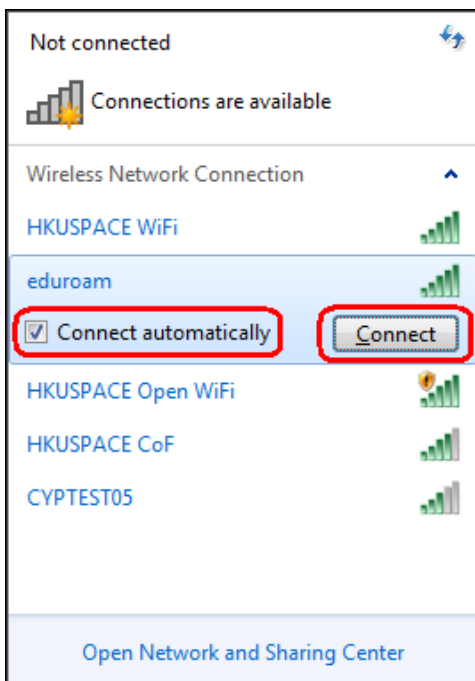 Not connected
Connections are available
Wireless Network Connection
HKUSPACE WiFi
eduroam
Connect automatically
Connect
HKUSPACE Open WiFi
HKUSPACE CoF
CYPTEST05
Open Network and Sharing Center